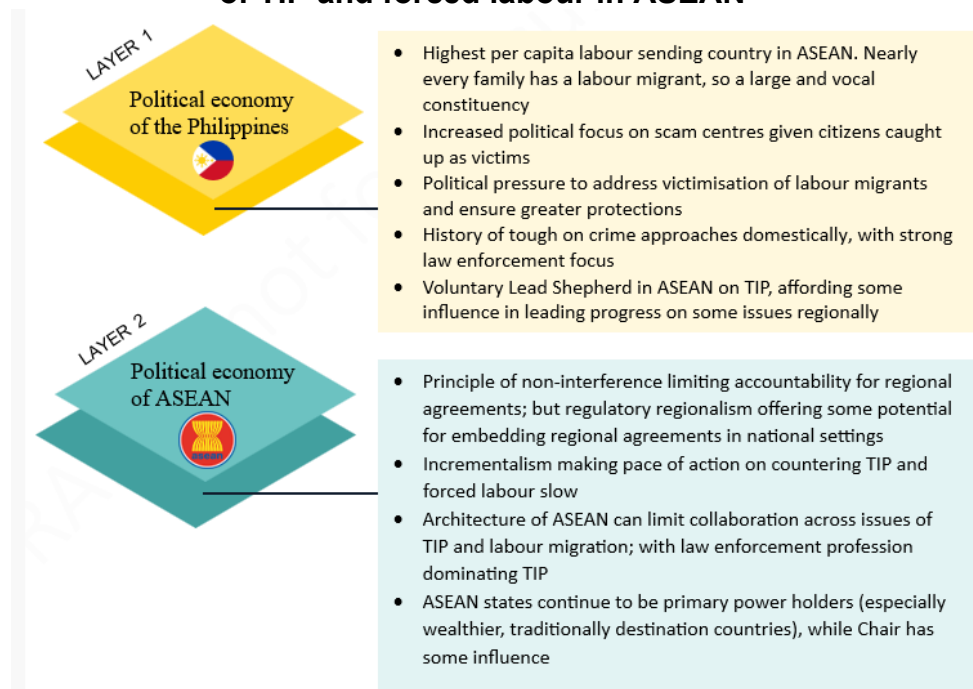 of TIP and forced labour in ASEAN
LAYER 1
Political economy
of the Philippines
• Highest per capita labour sending country in ASEAN. Nearly
every family has a labour migrant, so a large and vocal
constituency
• Increased political focus on scam centres given citizens caught
up as victims
• Political pressure to address victimisation of labour migrants
and ensure greater protections
• History of tough on crime approaches domestically, with strong
law enforcement focus
• Voluntary Lead Shepherd in ASEAN on TIP, affording some
influence in leading progress on some issues regionally
LAYER 2
Political economy
of ASEAN
asean
• Principle of non-interference limiting accountability for regional
agreements; but regulatory regionalism offering some potential
for embedding regional agreements in national settings
• Incrementalism making pace of action on countering TIP and
forced labour slow
• Architecture of ASEAN can limit collaboration across issues of
TIP and labour migration; with law enforcement profession
dominating TIP
• ASEAN states continue to be primary power holders (especially
wealthier, traditionally destination countries), while Chair has
some influence